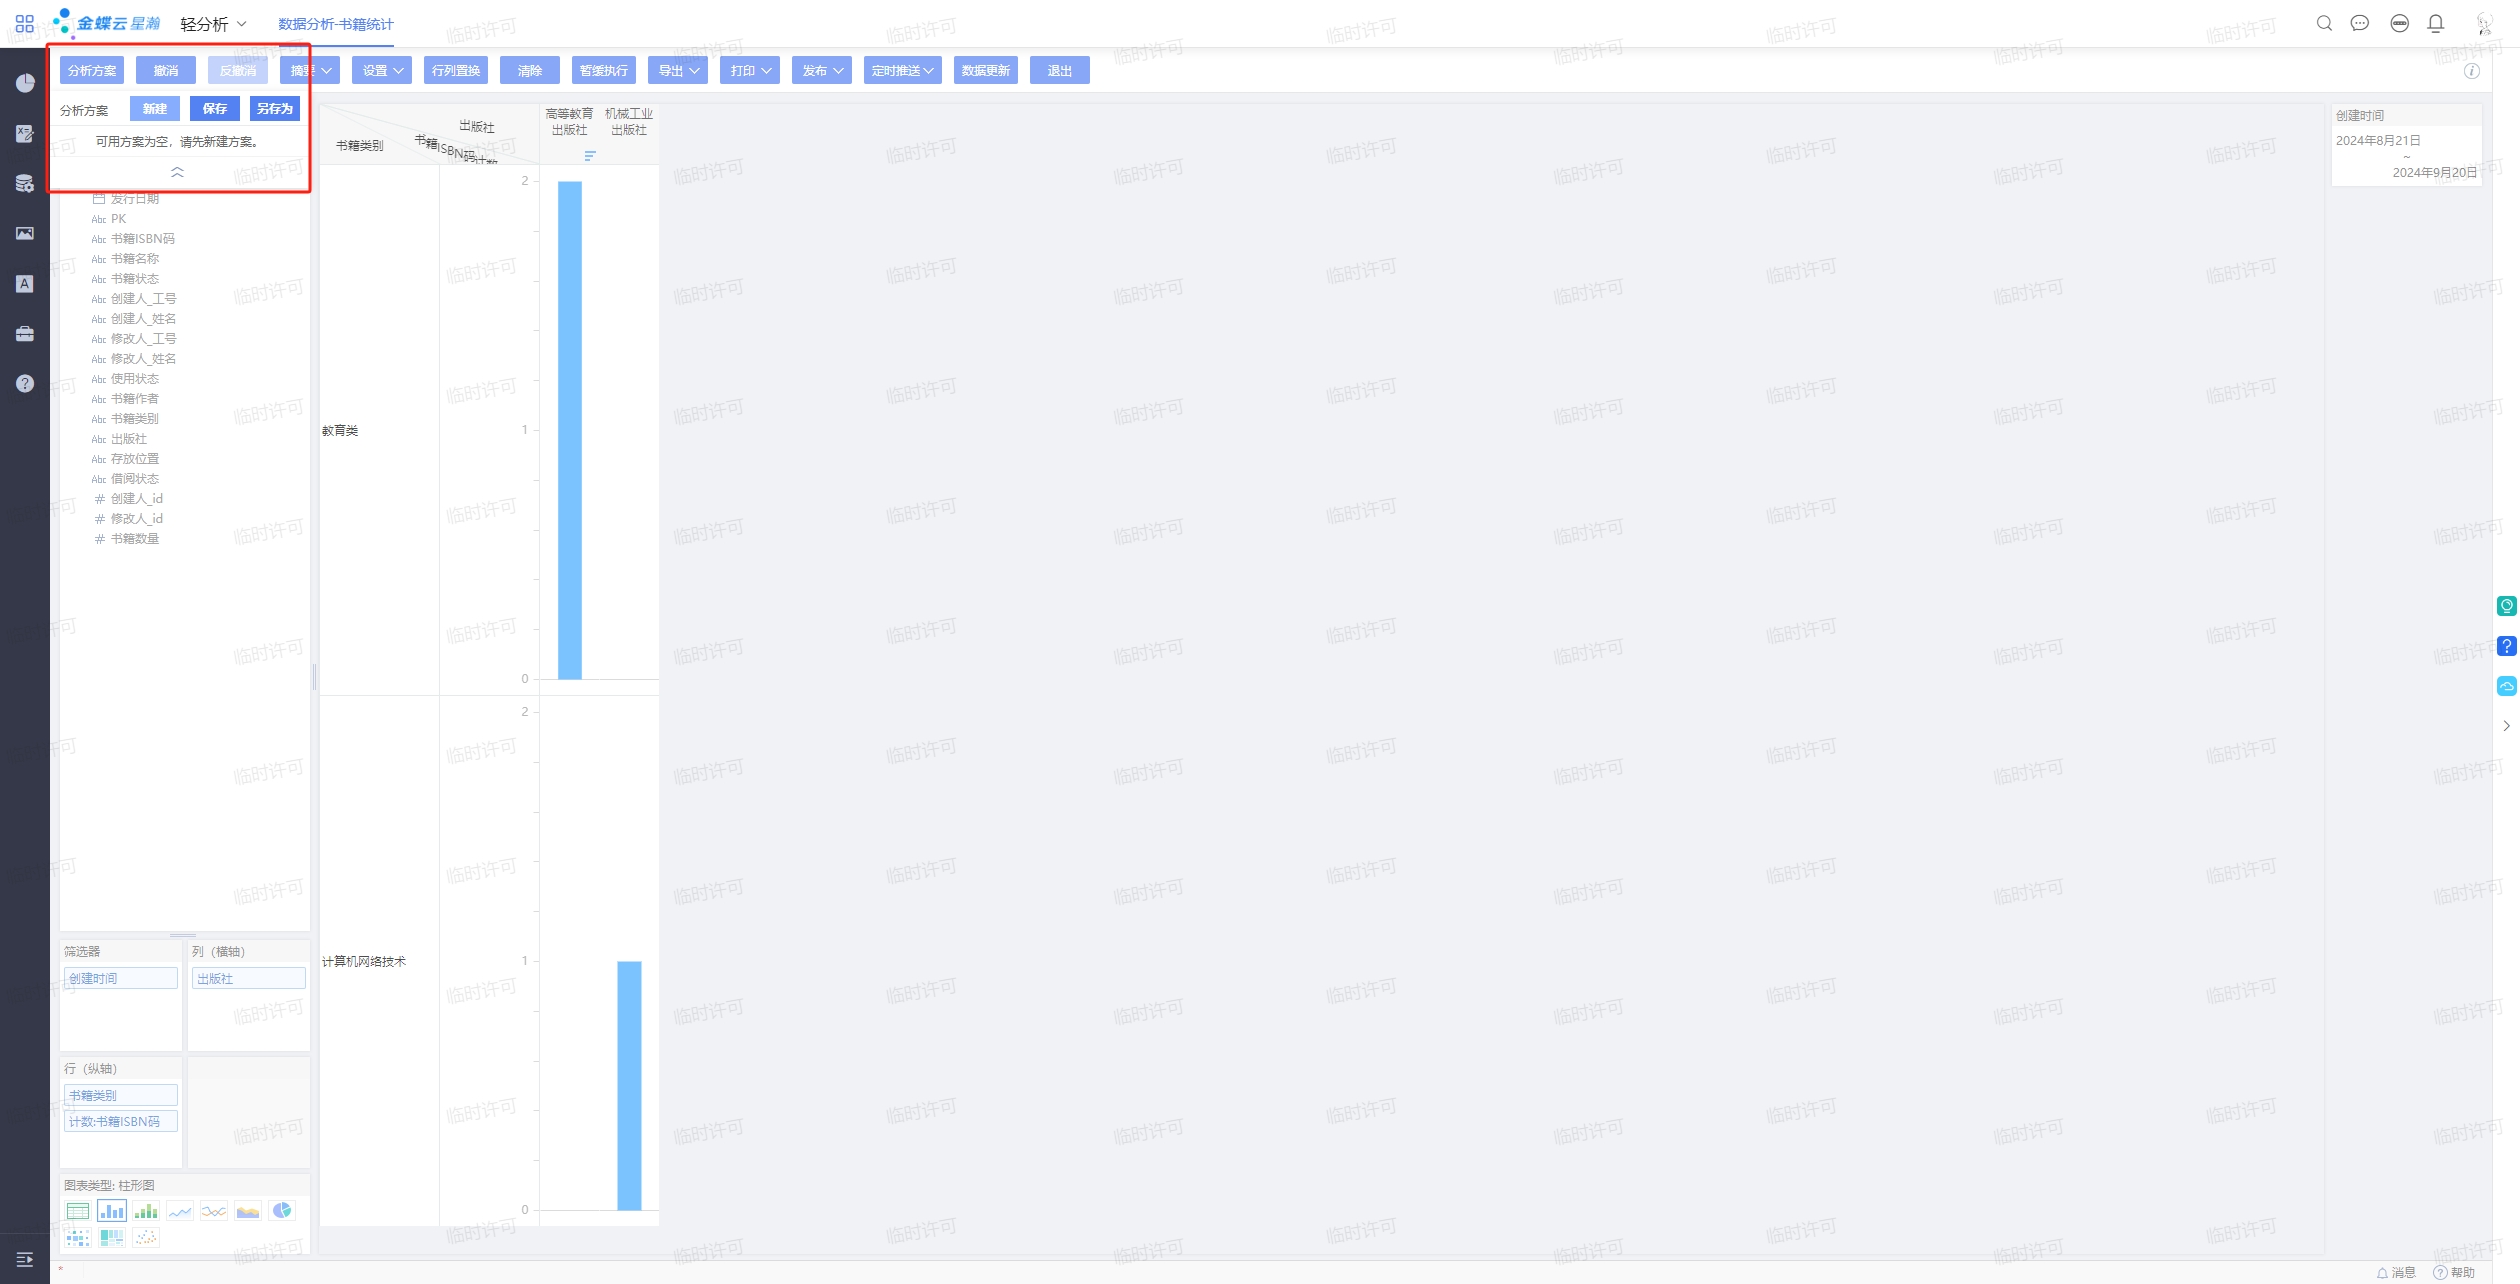 金蝶云 星瀚
轻分析
数据分析-书籍统计
分析方案
撤消
反撤消
摘要
设置
行列置换
清除
暂缓执行
导出
打印
发布
定时推送
数据更新
退出
分析方案
新建
保存
另存为
可用方案为空，请先新建方案。
发行日期
Abc PK
Abc 书籍ISBN码
Abc 书籍名称
Abc 书籍状态
Abc 创建人_工号
Abc 创建人_姓名
Abc 修改人_工号
Abc 修改人_姓名
Abc 使用状态
Abc 书籍作者
Abc 书籍类别
Abc 出版社
Abc 存放位置
Abc 借阅状态
# 创建人_id
# 修改人_id
# 书籍数量
筛选器
创建时间
列（横轴）
出版社
行（纵轴）
书籍类别
计数:书籍ISBN码
图表类型: 柱形图
书籍类别
书籍ISBN码计数
出版社
高等教育
出版社
机械工业
出版社
教育类
2
1
0
计算机网络技术
2
1
0
创建时间
2024年8月21日
~
2024年9月20日
*
消息
帮助
临时许可